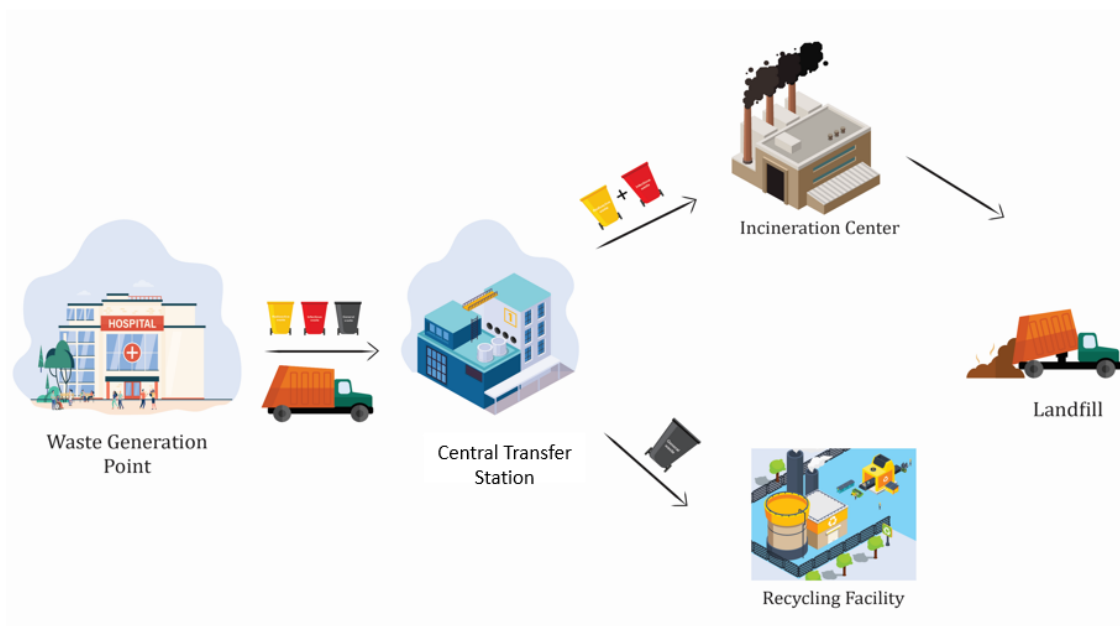 HOSPITAL
Waste Generation
Point
Central Transfer
Station
Incineration Center
Recycling Facility
Landfill